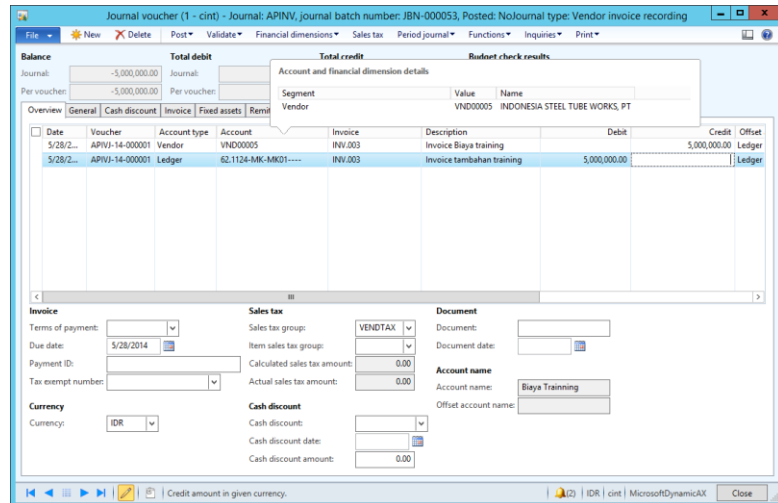 Journal voucher (1 - cint) - Journal: APINV, journal batch number: JBN-000053, Posted: NoJournal type: Vendor invoice recording
File New Delete Post Validate Financial dimensions Sales tax Period journal Functions Inquiries Print
Balance Total debit Total credit Budget check results
Journal: -5,000,000.00 Journal:
Per voucher: -5,000,000.00 Per voucher:
Account and financial dimension details
Segment Value Name
Vendor VND00005 INDONESIA STEEL TUBE WORKS, PT
Overview General Cash discount Invoice Fixed assets Remit
Date Voucher Account type Account Invoice Description Debit Credit Offset
5/28/2... APIVJ-14-000001 Vendor VND00005 INV.003 Invoice Biaya training 5,000,000.00 Ledger
5/28/2... APIVJ-14-000001 Ledger 62.1124-MK-MK01---- INV.003 Invoice tambahan training 5,000,000.00 Ledger
Invoice Sales tax Document
Terms of payment: Sales tax group: VENDTAX Document:
Due date: 5/28/2014 Item sales tax group: Document date:
Payment ID: Calculated sales tax amount: 0.00
Account name
Tax exempt number: Actual sales tax amount: 0.00
Account name: Biaya Trainning
Currency Cash discount Offset account name:
Currency: IDR Cash discount:
Cash discount date:
Cash discount amount: 0.00
Credit amount in given currency. (2) IDR cint MicrosoftDynamicAX Close